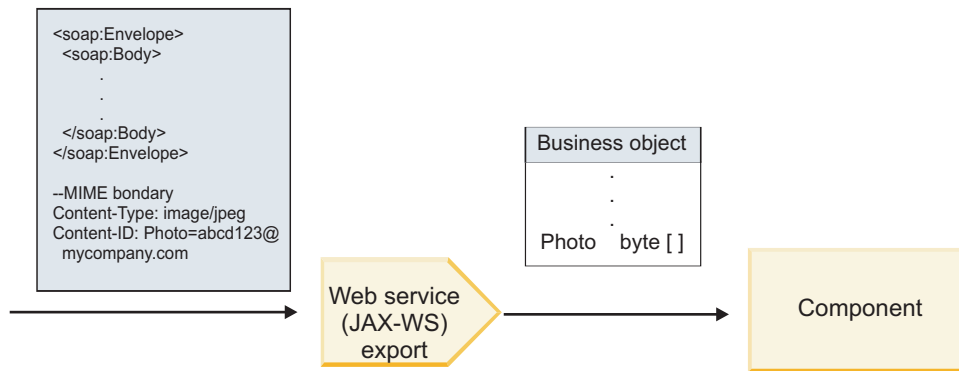 <soap:Envelope>
<soap:Body>
.
.
.
</soap:Body>
</soap:Envelope>
--MIME bondary
Content-Type: image/jpeg
Content-ID: Photo=abcd123@
mycompany.com
Web service
(JAX-WS)
export
Business object
.
.
.
Photo byte [ ]
Component